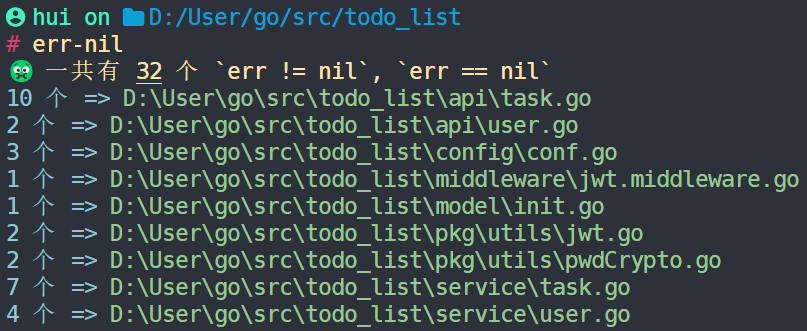 hui on D:/User/go/src/todo_list
# err-nil
一共有 32 个 `err != nil`, `err == nil`
10 个 => D:\User\go\src\todo_list\api\task.go
2 个 => D:\User\go\src\todo_list\api\user.go
3 个 => D:\User\go\src\todo_list\config\conf.go
1 个 => D:\User\go\src\todo_list\middleware\jwt.middleware.go
1 个 => D:\User\go\src\todo_list\model\init.go
2 个 => D:\User\go\src\todo_list\pkg\utils\jwt.go
2 个 => D:\User\go\src\todo_list\pkg\utils\pwdCrypto.go
7 个 => D:\User\go\src\todo_list\service\task.go
4 个 => D:\User\go\src\todo_list\service\user.go